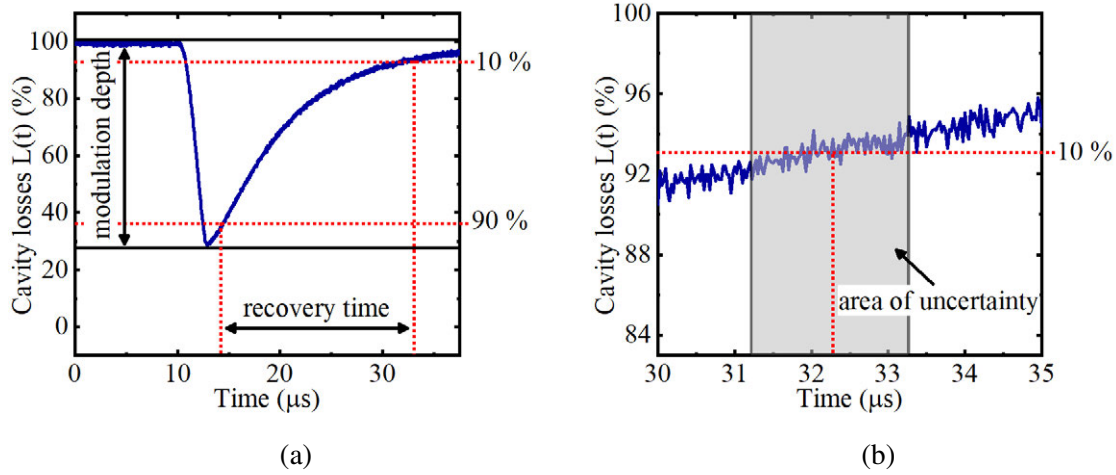 100
80
60
40
20
0
Cavity losses L(t) (%)
modulation depth
10 %
90 %
recovery time
0 10 20 30
Time (μs)
(a)
100
96
92
88
84
Cavity losses L(t) (%)
10 %
area of uncertainty
30 31 32 33 34 35
Time (μs)
(b)